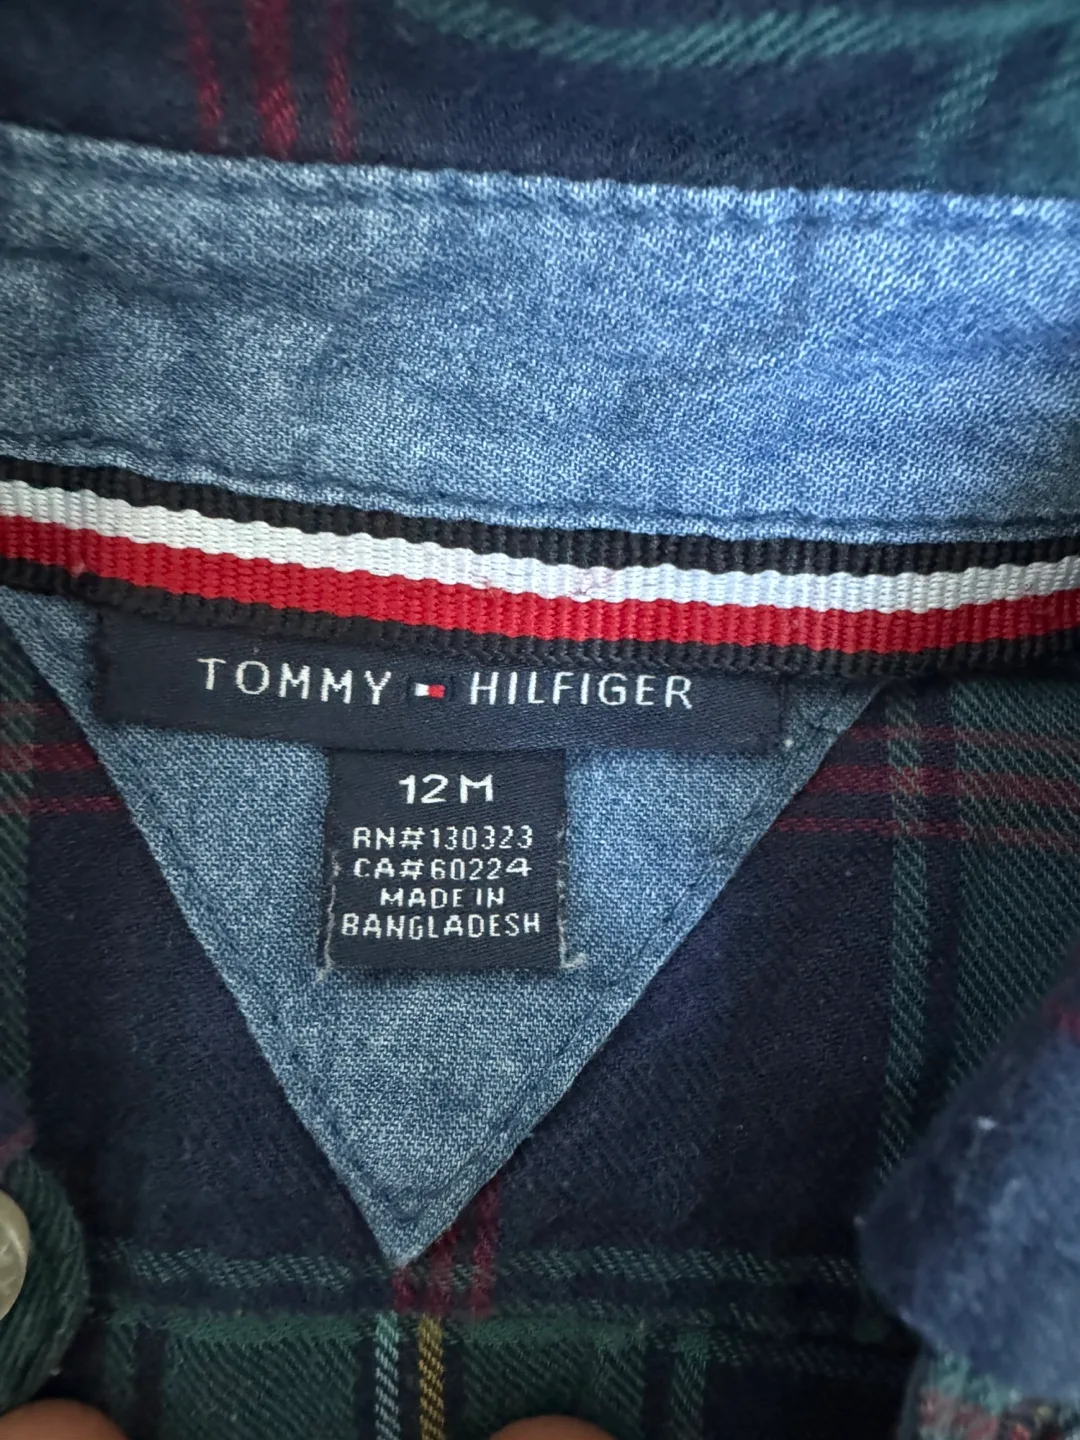 TOMMY HILFIGER
12M
RN#130323
CA#60224
MADE IN
BANGLADESH